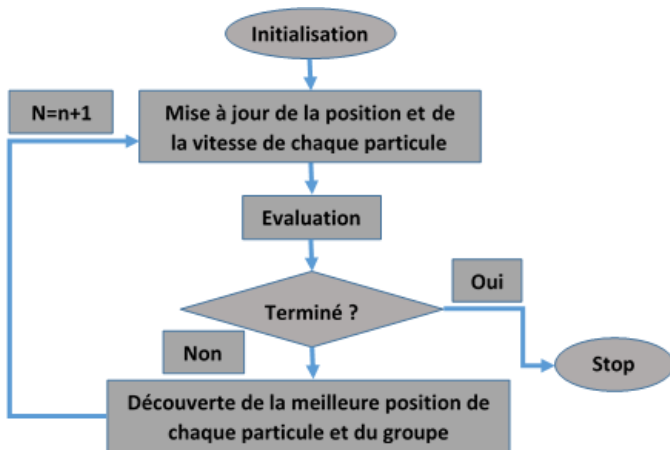 Initialisation
N=n+1
Mise à jour de la position et de
la vitesse de chaque particule
Evaluation
Oui
Terminé ?
Non
Stop
Découverte de la meilleure position de
chaque particule et du groupe